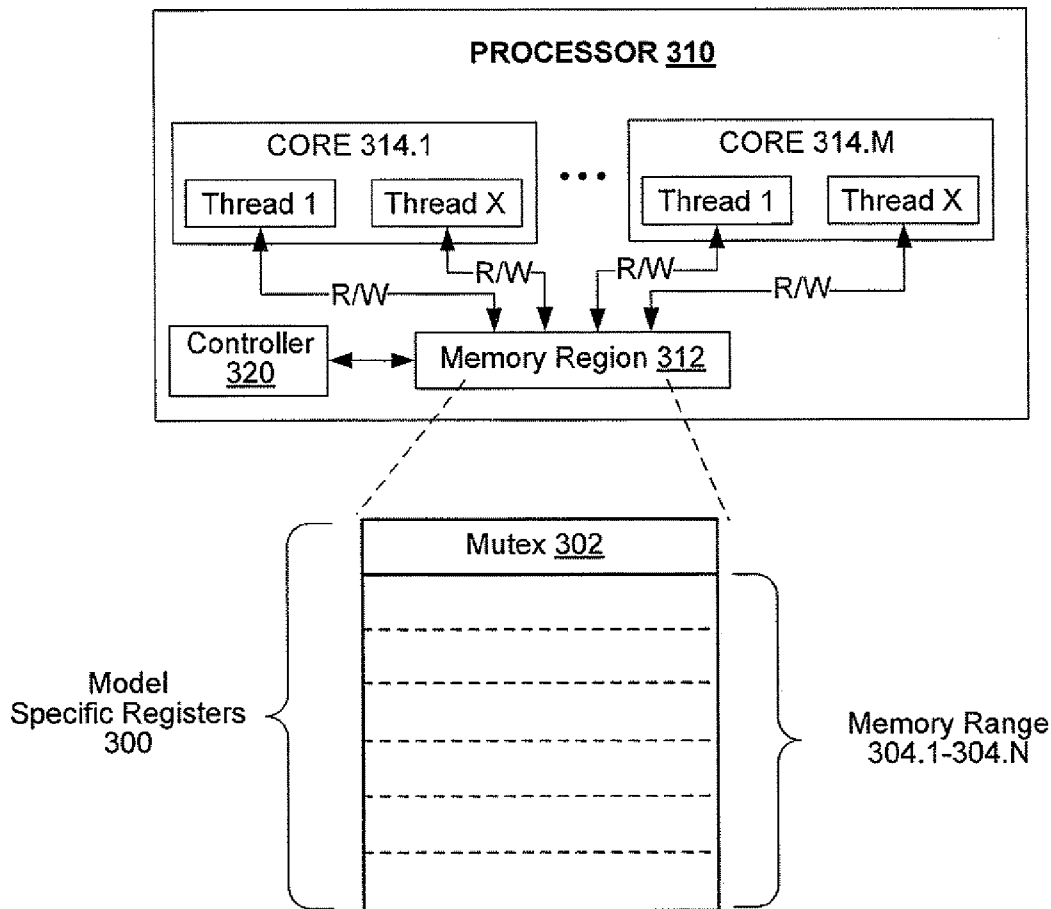 PROCESSOR 310
CORE 314.1
Thread 1
Thread X
CORE 314.M
Thread 1
Thread X
R/W
R/W
R/W
R/W
Controller
320
Memory Region 312
Mutex 302
Model
Specific Registers
300
Memory Range
304.1-304.N